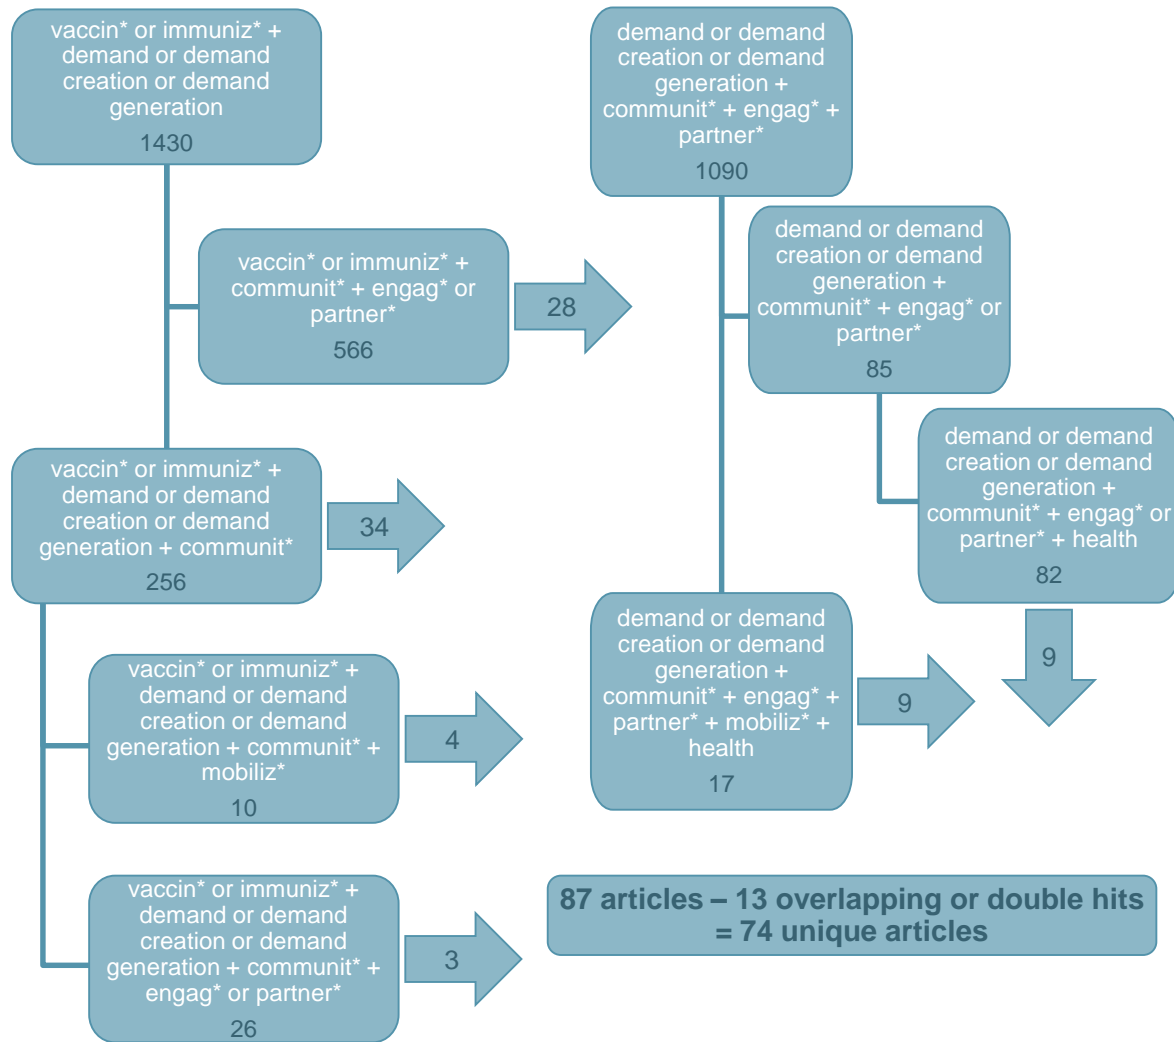 vaccin* or immuniz* +
demand or demand
creation or demand
generation
1430
vaccin* or immuniz* +
communit* + engag* or
partner*
566
28
vaccin* or immuniz* +
demand or demand
creation or demand
generation + communit*
256
34
vaccin* or immuniz* +
demand or demand
creation or demand
generation + communit* +
mobiliz*
10
4
vaccin* or immuniz* +
demand or demand
creation or demand
generation + communit* +
engag* or partner*
26
3
demand or demand
creation or demand
generation +
communit* + engag* +
partner*
1090
demand or demand
creation or demand
generation +
communit* + engag* or
partner*
85
demand or demand
creation or demand
generation +
communit* + engag* or
partner* + health
82
9
demand or demand
creation or demand
generation +
communit* + engag* +
partner* + mobiliz* +
health
17
9
87 articles – 13 overlapping or double hits
= 74 unique articles